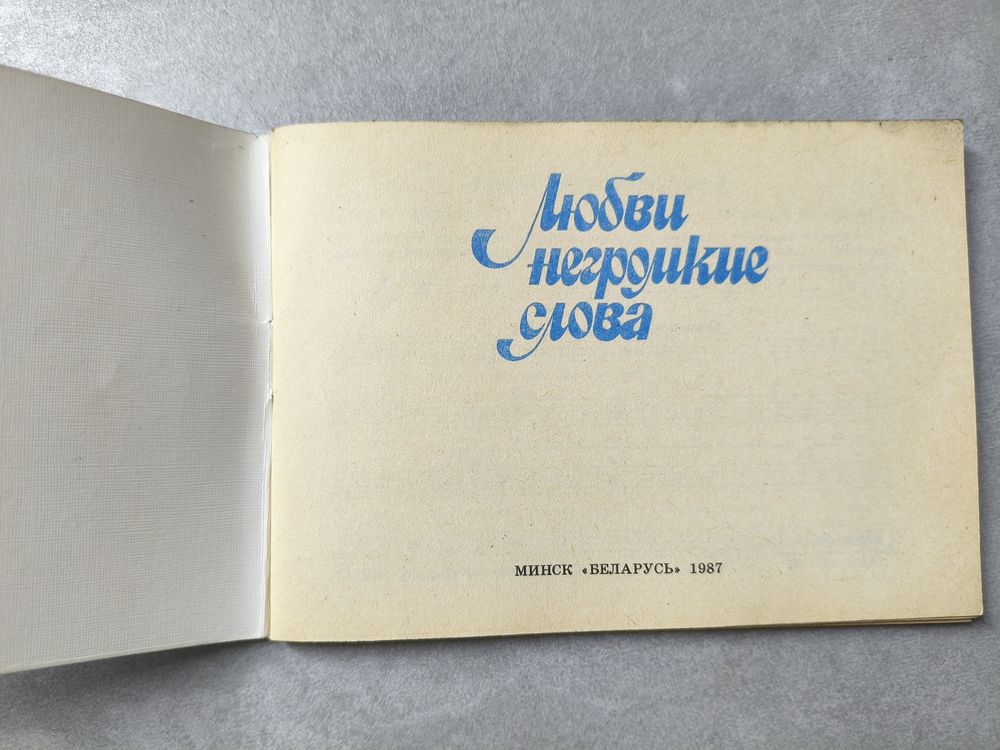 Любви
негромкие
слова
МИНСК «БЕЛАРУСЬ» 1987